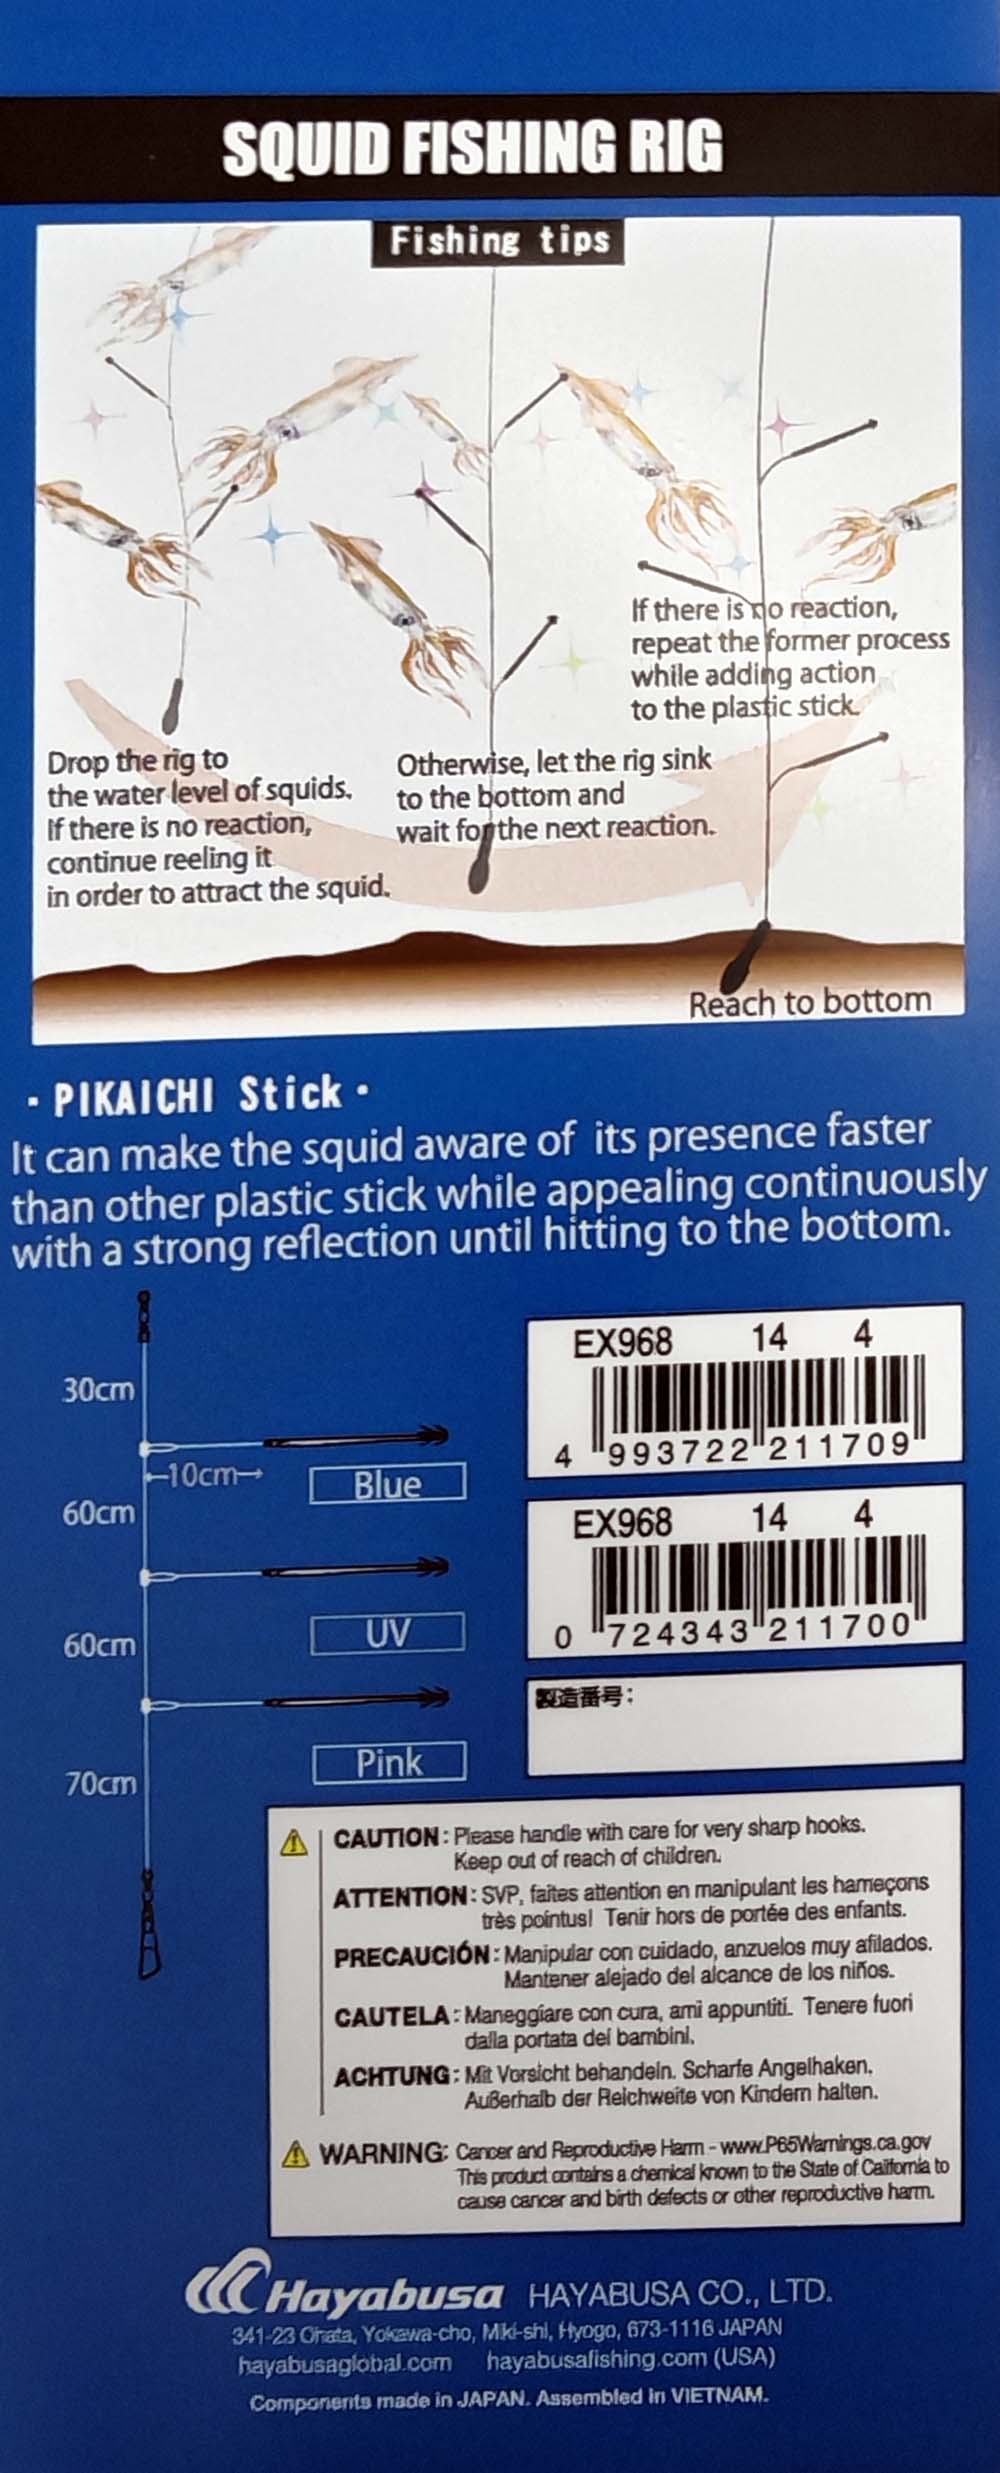 SQUID FISHING RIG
Fishing tips
If there is no reaction,
repeat the former process
while adding action
to the plastic stick.
Drop the rig to
the water level of squids.
If there is no reaction,
continue reeling it
in order to attract the squid.
Otherwise, let the rig sink
to the bottom and
wait for the next reaction.
Reach to bottom
· PIKAICHI Stick ·
It can make the squid aware of its presence faster
than other plastic stick while appealing continuously
with a strong reflection until hitting to the bottom.
30cm
10cm
Blue
60cm
UV
60cm
Pink
70cm
EX968 14 4
4 993722 211709
EX968 14 4
0 724343 211700
製造番号:
CAUTION: Please handle with care for very sharp hooks.
Keep out of reach of children.
ATTENTION: SVP, faites attention en manipulant les hameçons
très pointus! Tenir hors de portée des enfants.
PRECAUCIÓN: Manipular con cuidado, anzuelos muy afilados.
Mantener alejado del alcance de los niños.
CAUTELA: Maneggiare con cura, ami appuntiti. Tenere fuori
dalla portata dei bambini.
ACHTUNG: Mit Vorsicht behandeln. Scharfe Angelhaken.
Außerhalb der Reichweite von Kindern halten.
WARNING: Cancer and Reproductive Harm - www.P65Warnings.ca.gov
This product contains a chemical known to the State of California to
cause cancer and birth defects or other reproductive harm.
Hayabusa HAYABUSA CO., LTD.
341-23 Ohata, Yokawa-cho, Miki-shi, Hyogo, 673-1116 JAPAN
hayabusaglobal.com hayabusafishing.com (USA)
Components made in JAPAN. Assembled in VIETNAM.